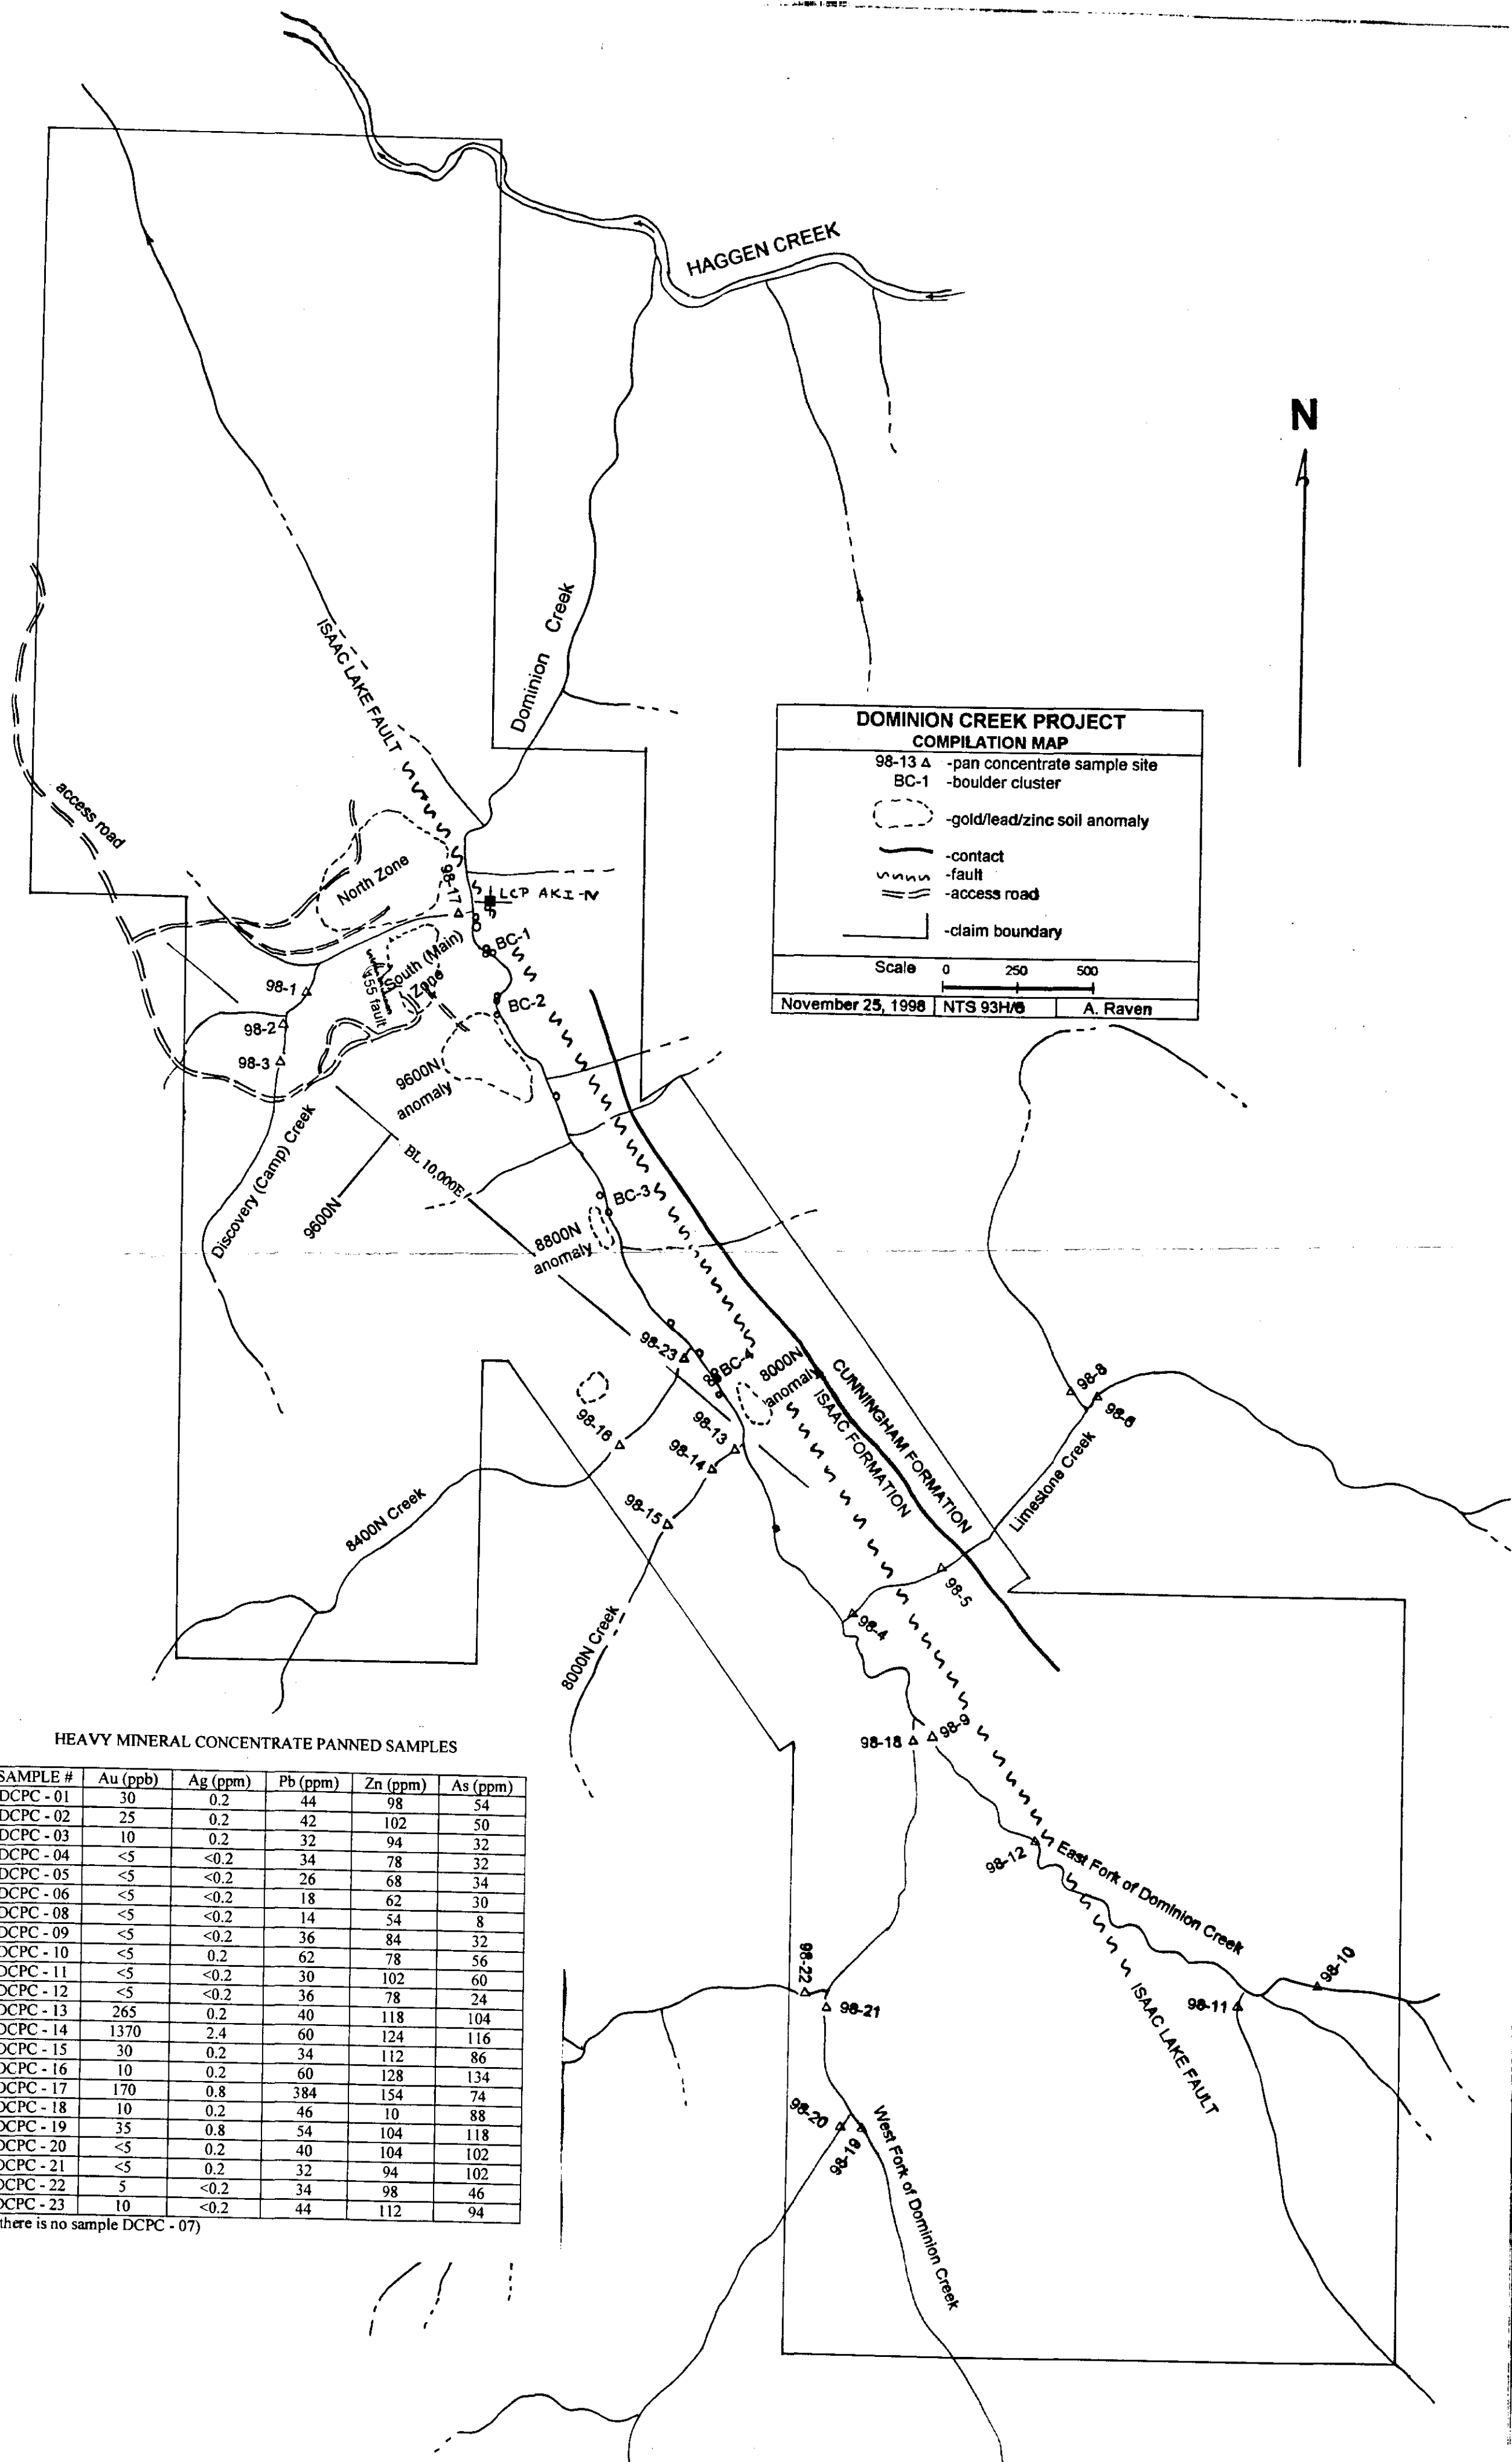 HAGGEN CREEK
N
ISAAC LAKE FAULT
Dominion Creek
DOMINION CREEK PROJECT
COMPILATION MAP
98-13 -pan concentrate sample site
BC-1 -boulder cluster
-gold/lead/zinc soil anomaly
-contact
-fault
-access road
-claim boundary
Scale 0 250 500
November 25, 1998 NTS 93H/6 A. Raven
access road
North Zone
98-17
LCP AKI-IV
BC-1
South (Main)
Zone
155 fault
98-1
BC-2
98-2
98-3
9600N
anomaly
Discovery (Camp) Creek
BL 10,000E
9600N
BC-3
8800N
anomaly
98-23
BC-4
8000N
anomaly
CUNNINGHAM FORMATION
ISAAC FORMATION
98-8
98-6
98-16
98-13
98-14
98-15
Limestone Creek
8400N Creek
98-5
98-4
8000N Creek
98-18
98-9
98-12
East Fork of Dominion Creek
98-22
98-21
98-10
98-11
ISAAC LAKE FAULT
98-20
98-19
West Fork of Dominion Creek
HEAVY MINERAL CONCENTRATE PANNED SAMPLES
SAMPLE # Au (ppb) Ag (ppm) Pb (ppm) Zn (ppm) As (ppm)
DCPC - 01 30 0.2 44 98 54
DCPC - 02 25 0.2 42 102 50
DCPC - 03 10 0.2 32 94 32
DCPC - 04 <5 <0.2 34 78 32
DCPC - 05 <5 <0.2 26 68 34
DCPC - 06 <5 <0.2 18 62 30
DCPC - 08 <5 <0.2 14 54 8
DCPC - 09 <5 <0.2 36 84 32
DCPC - 10 <5 0.2 62 78 56
DCPC - 11 <5 <0.2 30 102 60
DCPC - 12 <5 <0.2 36 78 24
DCPC - 13 265 0.2 40 118 104
DCPC - 14 1370 2.4 60 124 116
DCPC - 15 30 0.2 34 112 86
DCPC - 16 10 0.2 60 128 134
DCPC - 17 170 0.8 384 154 74
DCPC - 18 10 0.2 46 10 88
DCPC - 19 35 0.8 54 104 118
DCPC - 20 <5 0.2 40 104 102
DCPC - 21 <5 0.2 32 94 102
DCPC - 22 5 <0.2 34 98 46
DCPC - 23 10 <0.2 44 112 94
there is no sample DCPC - 07)